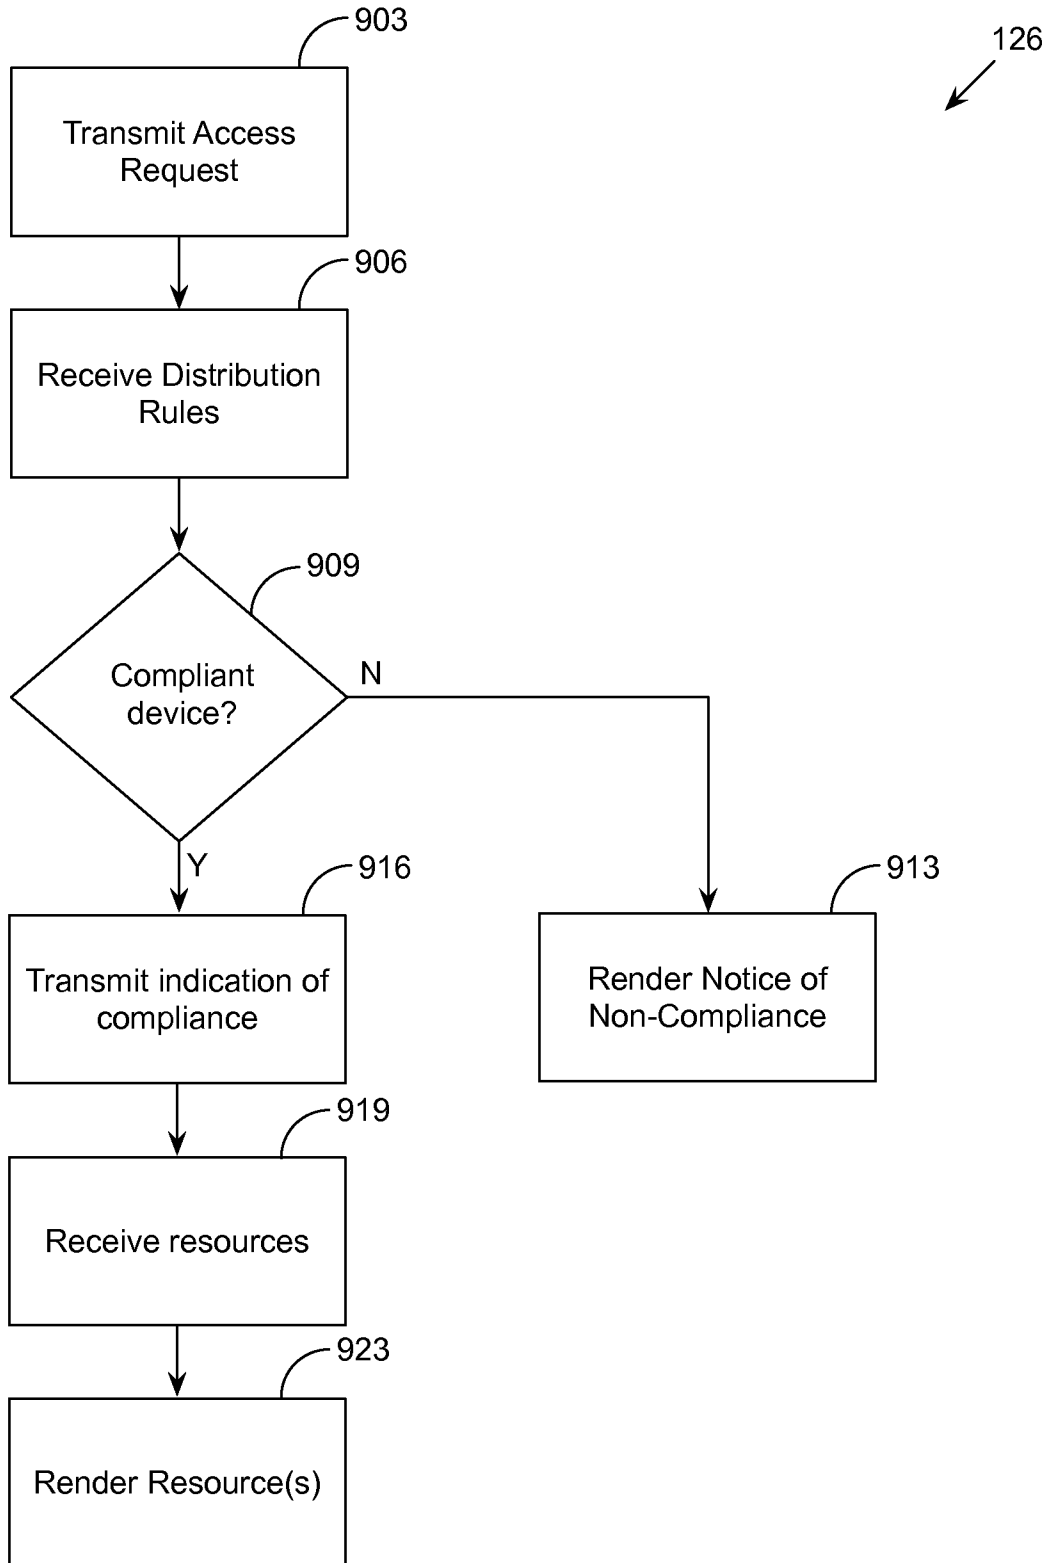 903
126
Transmit Access
Request
906
Receive Distribution
Rules
909
Compliant
device?
N
Y
916
913
Transmit indication of
compliance
Render Notice of
Non-Compliance
919
Receive resources
923
Render Resource(s)